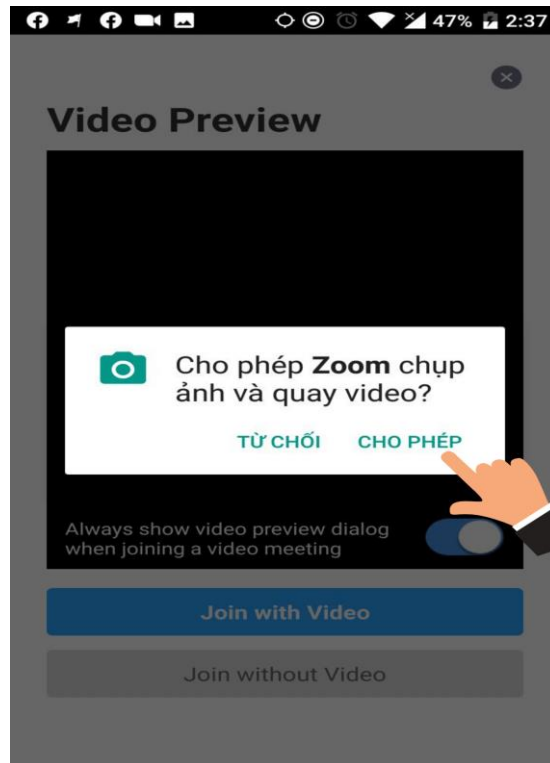 47% 2:37
Video Preview
Cho phép Zoom chụp
ảnh và quay video?
TỪ CHỐI CHO PHÉP
Always show video preview dialog
when joining a video meeting
Join with Video
Join without Video